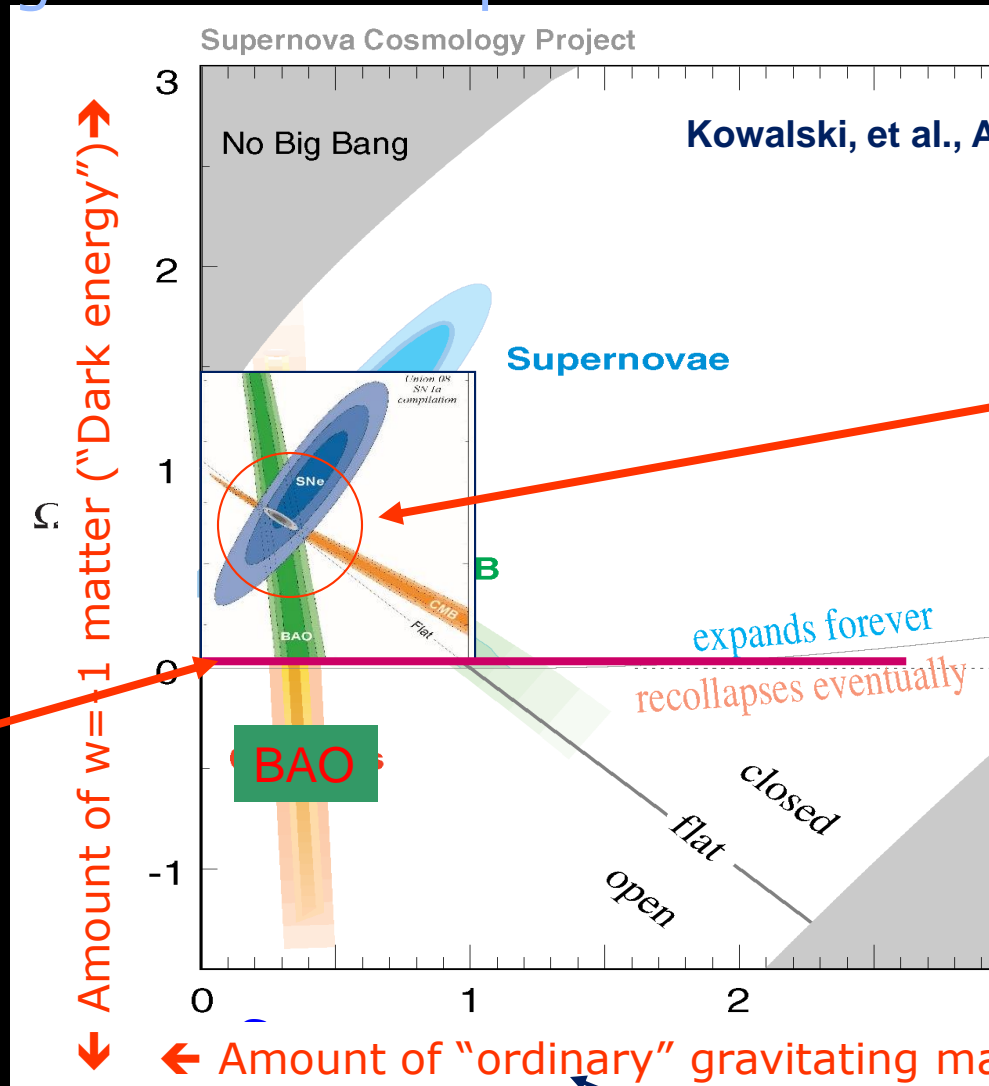 Supernova Cosmology Project
3
No Big Bang
Kowalski, et al., A
2
Supernovae
Union 08
SN 1a
compilation
1
SNe
Ω
B
CMB
Flat
BAO
expands forever
0
recollapses eventually
BAO s
closed
flat
-1
open
0 1 2
← Amount of w=-1 matter (“Dark energy”)→
← Amount of “ordinary” gravitating ma